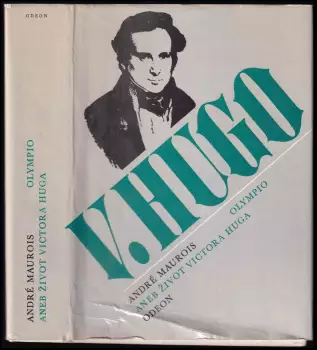 ODEON
ANDRÉ MAUROIS OLYMPIO
ANEB ŽIVOT VICTORA HUGA
V. HUGO
ANDRÉ MAUROIS OLYMPIO
ANEB ŽIVOT VICTORA HUGA
ODEON